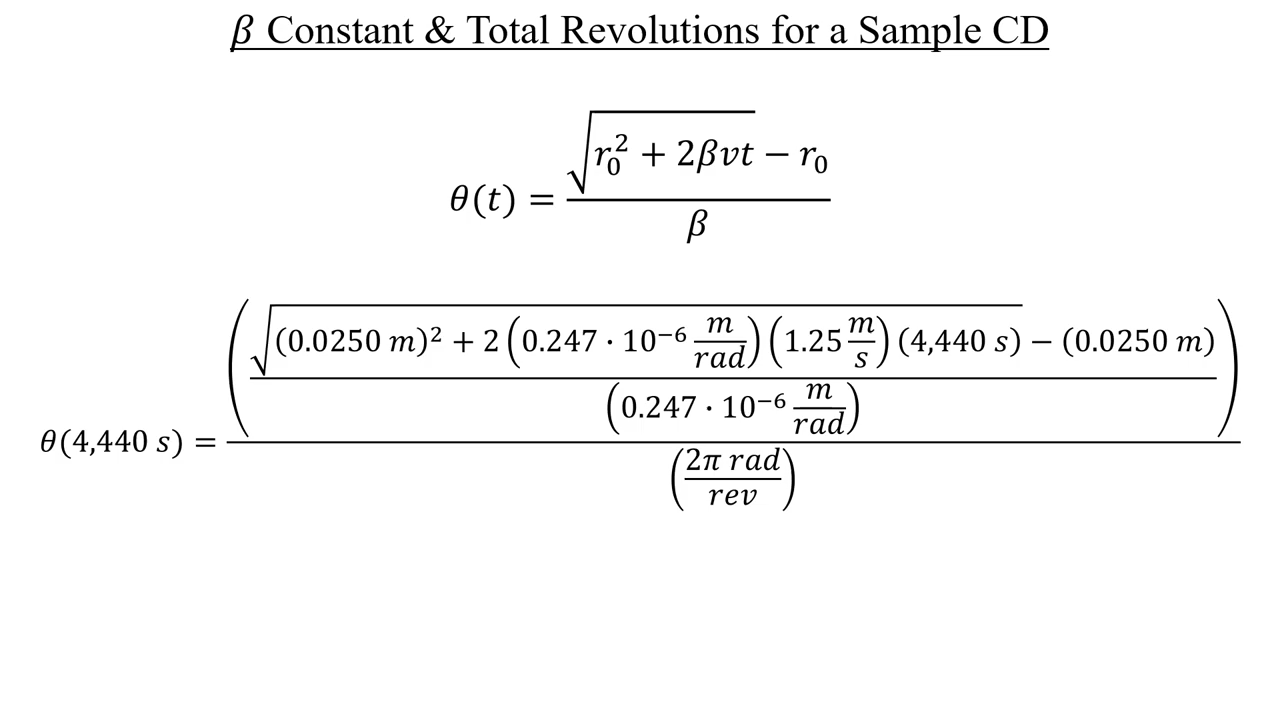 β Constant & Total Revolutions for a Sample CD
θ(t) = (√(r₀² + 2βvt) − r₀) / β
θ(4,440 s) = ((√((0.0250 m)² + 2(0.247 · 10⁻⁶ m/rad)(1.25 m/s)(4,440 s)) − (0.0250 m)) / (0.247 · 10⁻⁶ m/rad)) / (2π rad/rev)